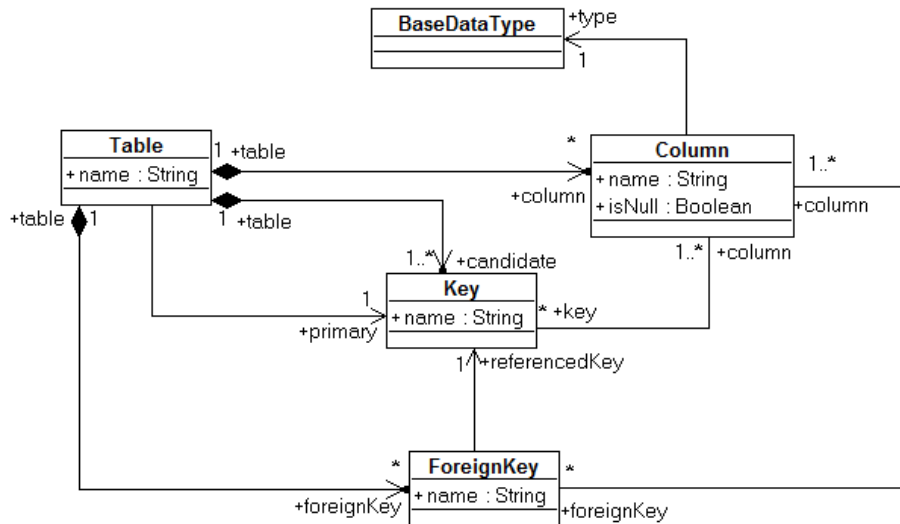 BaseDataType
+type
1
Table
+ name : String
1 +table
*
+column
Column
+ name : String
+ isNull : Boolean
1..*
+column
+table 1
1 +table
1..* +candidate
1..* +column
Key
+ name : String
1
+primary
* +key
1 +referencedKey
ForeignKey
+ name : String
*
+foreignKey
*
+foreignKey